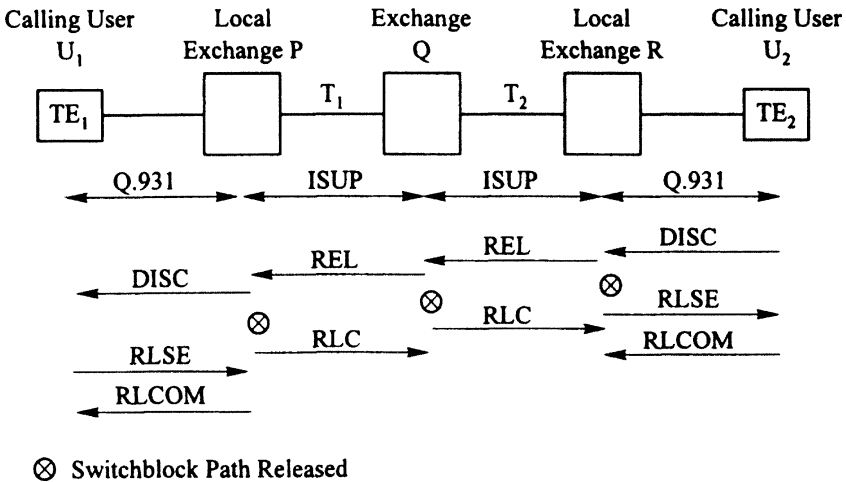 Calling User
U1
Local
Exchange P
Exchange
Q
Local
Exchange R
Calling User
U2
TE1
T1
T2
TE2
Q.931
ISUP
ISUP
Q.931
DISC
REL
REL
DISC
RLSE
RLC
RLC
RLCOM
RLSE
RLCOM
⊗ Switchblock Path Released